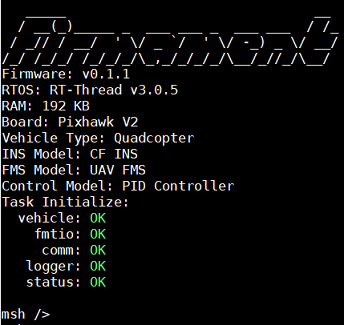 Firmament
Firmware: v0.1.1
RTOS: RT-Thread v3.0.5
RAM: 192 KB
Board: Pixhawk V2
Vehicle Type: Quadcopter
INS Model: CF INS
FMS Model: UAV FMS
Control Model: PID Controller
Task Initialize:
vehicle: OK
fmtio: OK
comm: OK
logger: OK
status: OK
msh />